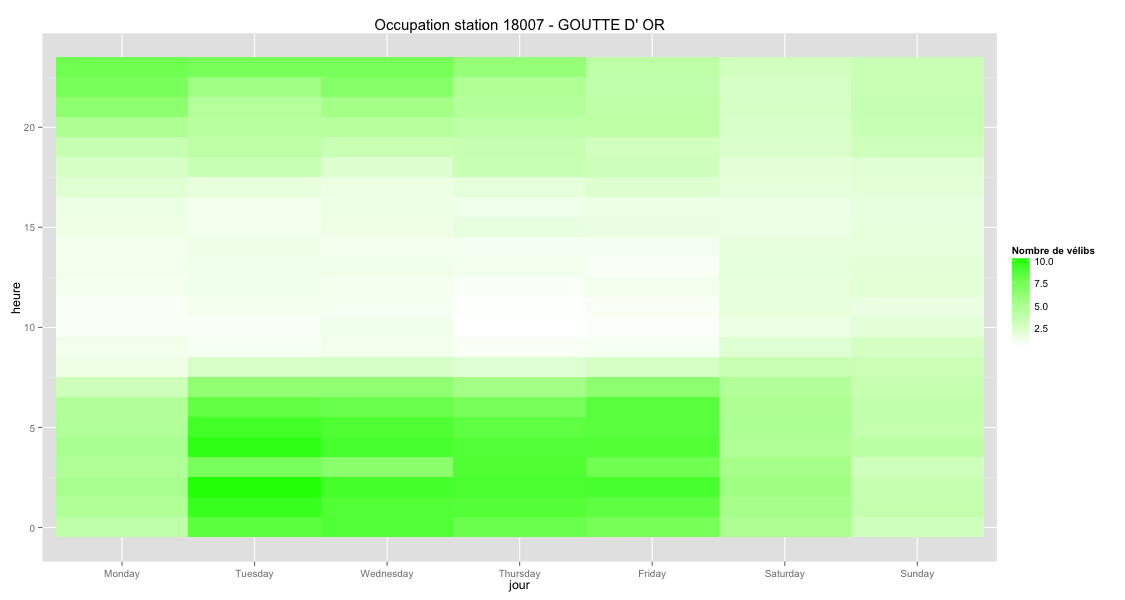 Occupation station 18007 - GOUTTE D' OR
heure
20
15
10
5
0
Monday
Tuesday
Wednesday
Thursday
Friday
Saturday
Sunday
jour
Nombre de vélibs
10.0
7.5
5.0
2.5